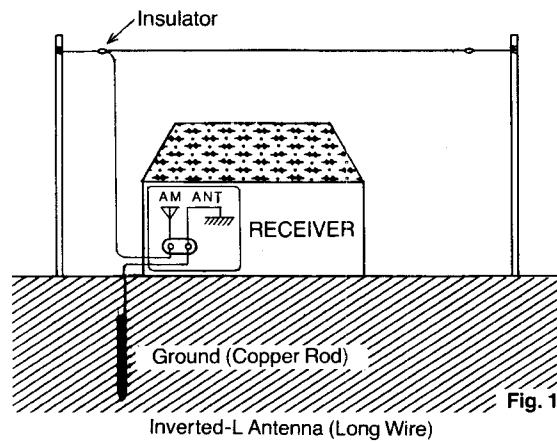 Insulator
AM ANT
RECEIVER
Ground (Copper Rod)
Fig. 1
Inverted-L Antenna (Long Wire)